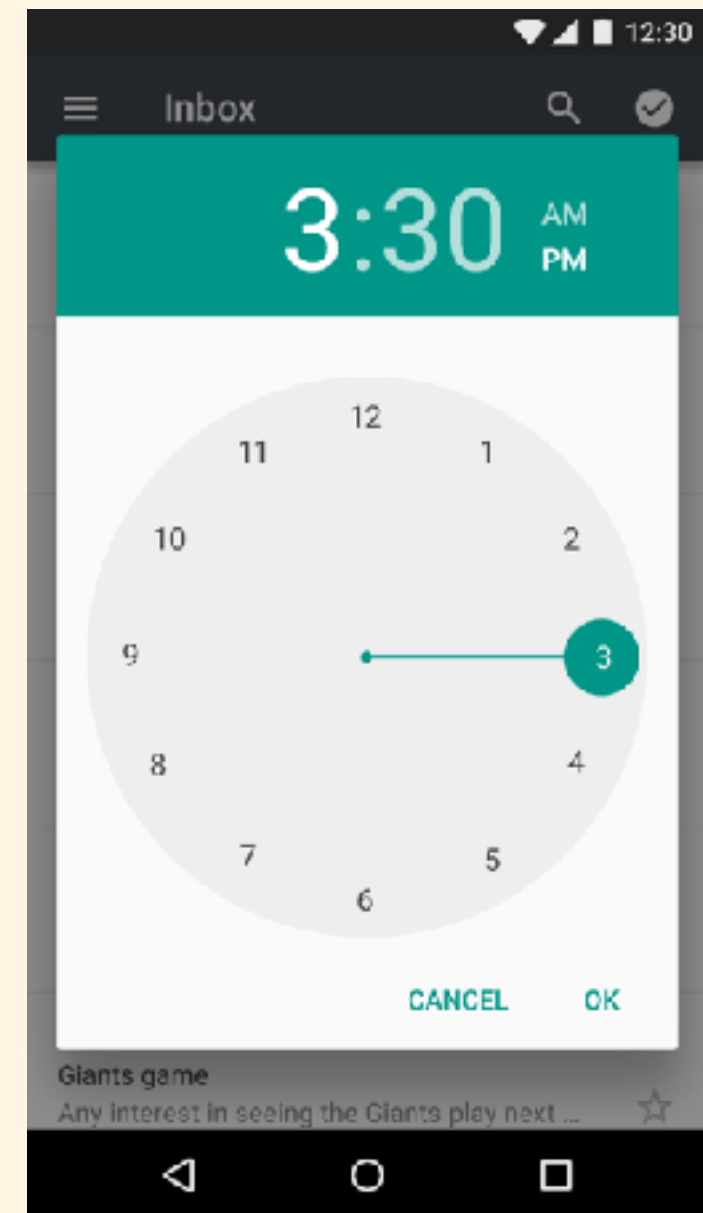 12:30
Inbox
3:30
AM
PM
12
11
1
10
2
9
3
8
4
7
5
6
CANCEL
OK
Giants game
Any interest in seeing the Giants play next ...